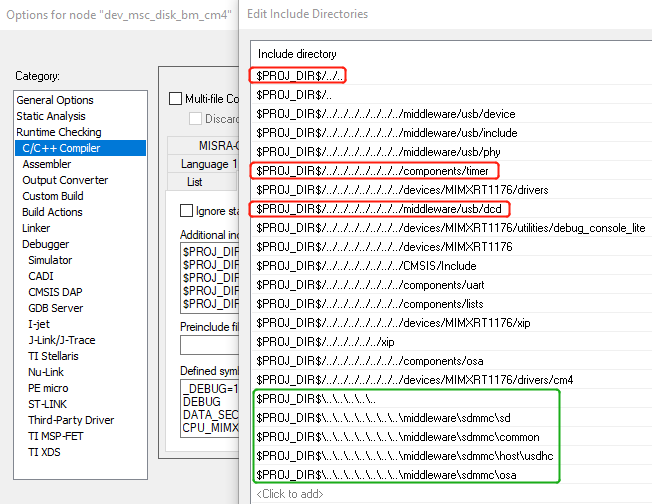 Options for node "dev_msc_disk_bm_cm4"
Category:
General Options
Static Analysis
Runtime Checking
C/C++ Compiler
Assembler
Output Converter
Custom Build
Build Actions
Linker
Debugger
Simulator
CADI
CMSIS DAP
GDB Server
I-jet
J-Link/J-Trace
TI Stellaris
Nu-Link
PE micro
ST-LINK
Third-Party Driver
TI MSP-FET
TI XDS
Multi-file Co
Discard
MISRA-C
Language 1
List
Ignore sta
Additional inc
$PROJ_DIR
$PROJ_DIR
$PROJ_DIR
$PROJ_DIR
$PROJ_DIR
Preinclude file
Defined symb
_DEBUG=1
DEBUG
DATA_SEC
CPU_MIMX
Edit Include Directories
Include directory
$PROJ_DIR$/../..
$PROJ_DIR$/..
$PROJ_DIR$/../../../../../../../../middleware/usb/device
$PROJ_DIR$/../../../../../../../../middleware/usb/include
$PROJ_DIR$/../../../../../../../../middleware/usb/phy
$PROJ_DIR$/../../../../../../../../components/timer
$PROJ_DIR$/../../../../../../../../devices/MIMXRT1176/drivers
$PROJ_DIR$/../../../../../../../../middleware/usb/dcd
$PROJ_DIR$/../../../../../../../../devices/MIMXRT1176/utilities/debug_console_lite
$PROJ_DIR$/../../../../../../../../devices/MIMXRT1176
$PROJ_DIR$/../../../../../../../../CMSIS/Include
$PROJ_DIR$/../../../../../../../../components/uart
$PROJ_DIR$/../../../../../../../../components/lists
$PROJ_DIR$/../../../../../../../../devices/MIMXRT1176/xip
$PROJ_DIR$/../../../../../xip
$PROJ_DIR$/../../../../../../../../components/osa
$PROJ_DIR$/../../../../../../../../devices/MIMXRT1176/drivers/cm4
$PROJ_DIR$\..\..\..\..\..
$PROJ_DIR$\..\..\..\..\..\..\..\..\middleware\sdmmc\sd
$PROJ_DIR$\..\..\..\..\..\..\..\..\middleware\sdmmc\common
$PROJ_DIR$\..\..\..\..\..\..\..\..\middleware\sdmmc\host\usdhc
$PROJ_DIR$\..\..\..\..\..\..\..\..\middleware\sdmmc\osa
<Click to add>